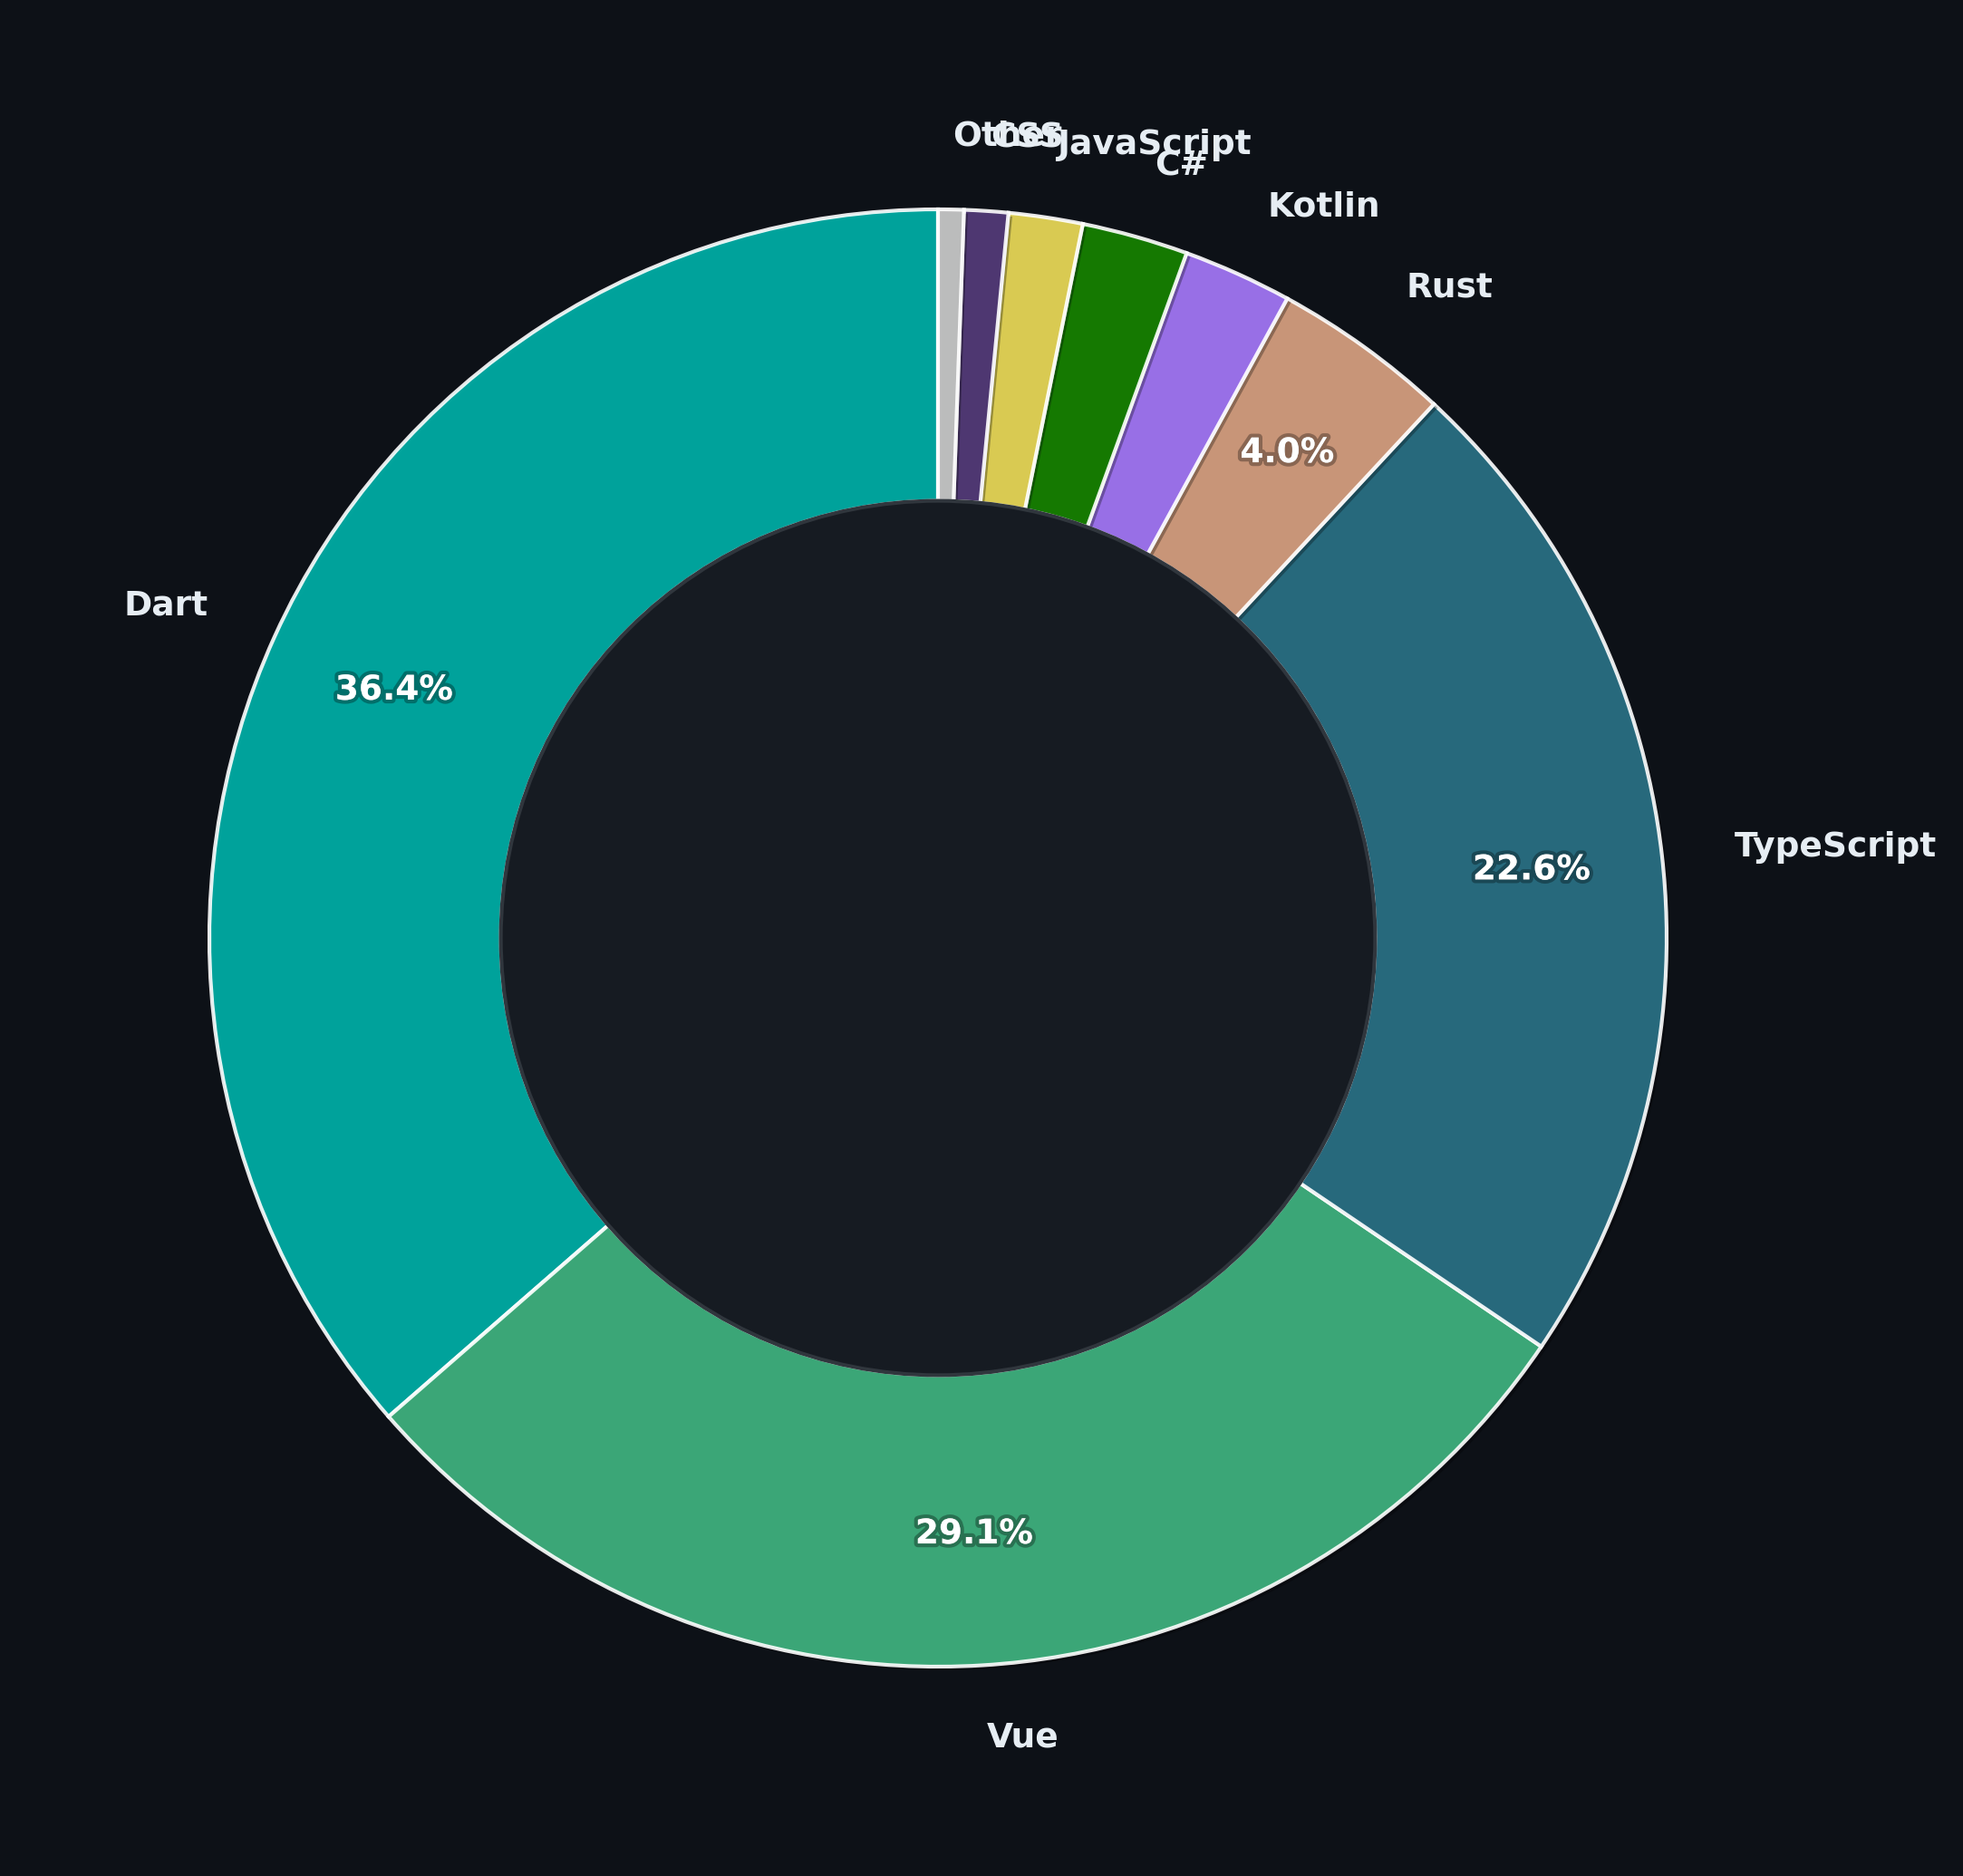 Other
CSS
JavaScript
C#
Kotlin
Rust
4.0%
Dart
36.4%
TypeScript
22.6%
29.1%
Vue